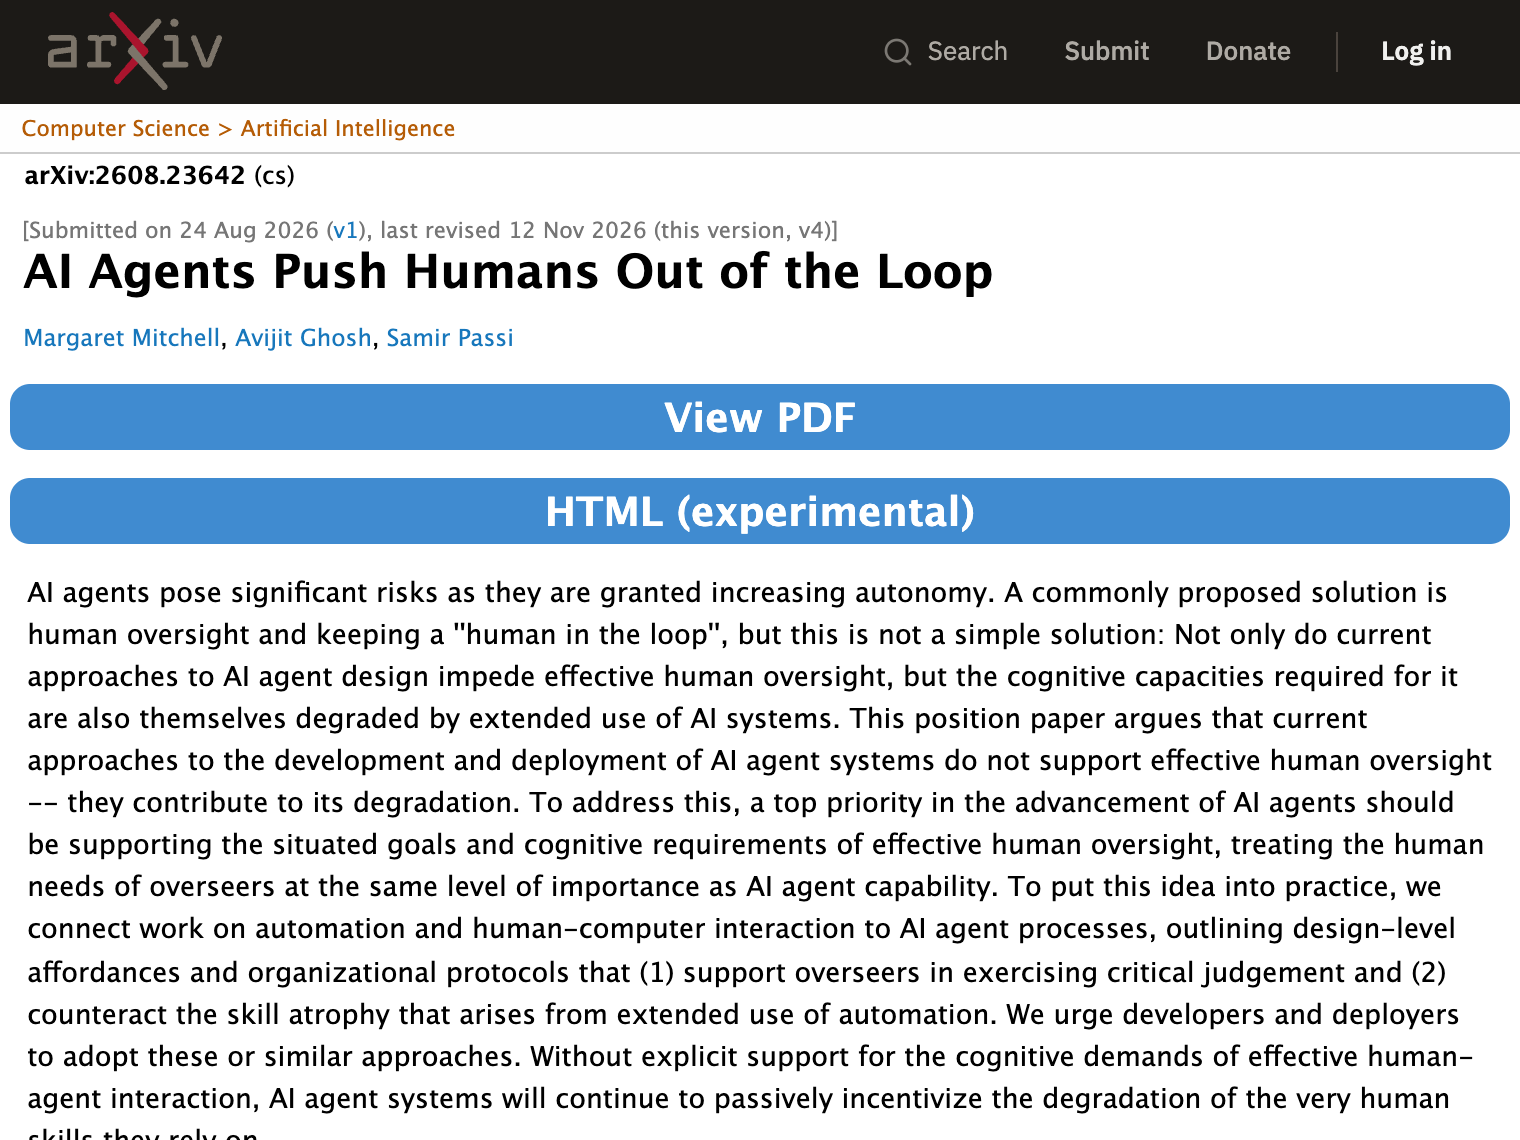 arXiv
Search
Submit
Donate
Log in
Computer Science > Artificial Intelligence
arXiv:2608.23642 (cs)
[Submitted on 24 Aug 2026 (v1), last revised 12 Nov 2026 (this version, v4)]
AI Agents Push Humans Out of the Loop
Margaret Mitchell, Avijit Ghosh, Samir Passi
View PDF
HTML (experimental)
AI agents pose significant risks as they are granted increasing autonomy. A commonly proposed solution is
human oversight and keeping a "human in the loop", but this is not a simple solution: Not only do current
approaches to AI agent design impede effective human oversight, but the cognitive capacities required for it
are also themselves degraded by extended use of AI systems. This position paper argues that current
approaches to the development and deployment of AI agent systems do not support effective human oversight
-- they contribute to its degradation. To address this, a top priority in the advancement of AI agents should
be supporting the situated goals and cognitive requirements of effective human oversight, treating the human
needs of overseers at the same level of importance as AI agent capability. To put this idea into practice, we
connect work on automation and human-computer interaction to AI agent processes, outlining design-level
affordances and organizational protocols that (1) support overseers in exercising critical judgement and (2)
counteract the skill atrophy that arises from extended use of automation. We urge developers and deployers
to adopt these or similar approaches. Without explicit support for the cognitive demands of effective human-
agent interaction, AI agent systems will continue to passively incentivize the degradation of the very human
skills they rely on.